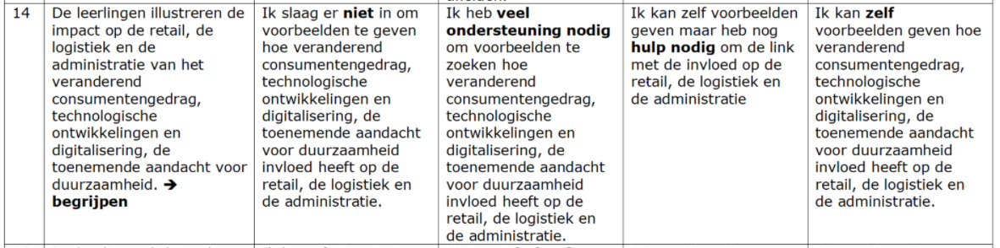 14
De leerlingen illustreren de
impact op de retail, de
logistiek en de
administratie van het
veranderend
consumentengedrag,
technologische
ontwikkelingen en
digitalisering, de
toenemende aandacht voor
duurzaamheid. ➔
begrijpen
Ik slaag er niet in om
voorbeelden te geven
hoe veranderend
consumentengedrag,
technologische
ontwikkelingen en
digitalisering, de
toenemende aandacht
voor duurzaamheid
invloed heeft op de
retail, de logistiek en
de administratie.
Ik heb veel
ondersteuning nodig
om voorbeelden te
zoeken hoe
veranderend
consumentengedrag,
technologische
ontwikkelingen en
digitalisering, de
toenemende aandacht
voor duurzaamheid
invloed heeft op de
retail, de logistiek en
de administratie.
Ik kan zelf voorbeelden
geven maar heb nog
hulp nodig om de link
met de invloed op de
retail, de logistiek en
de administratie
Ik kan zelf
voorbeelden geven hoe
veranderend
consumentengedrag,
technologische
ontwikkelingen en
digitalisering, de
toenemende aandacht
voor duurzaamheid
invloed heeft op de
retail, de logistiek en
de administratie.